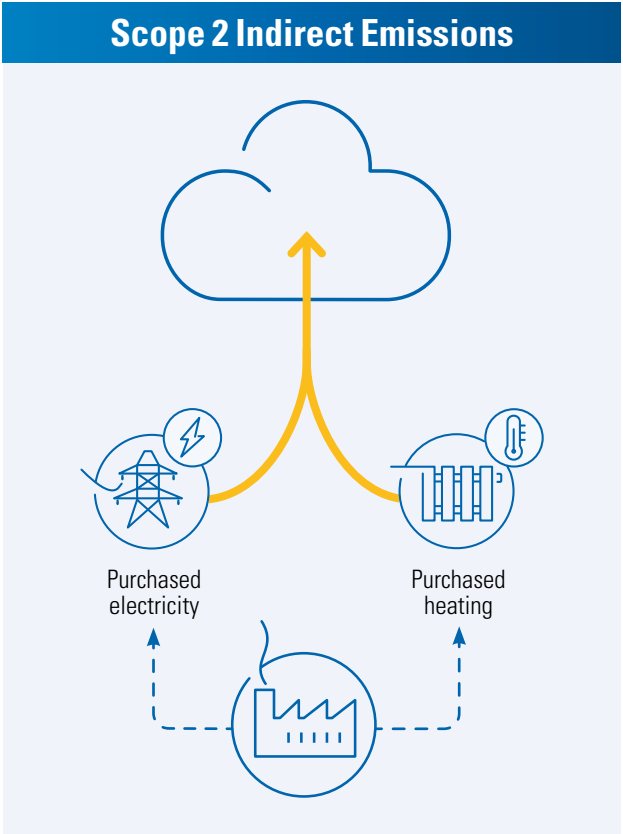 Scope 2 Indirect Emissions
Purchased
electricity
Purchased
heating